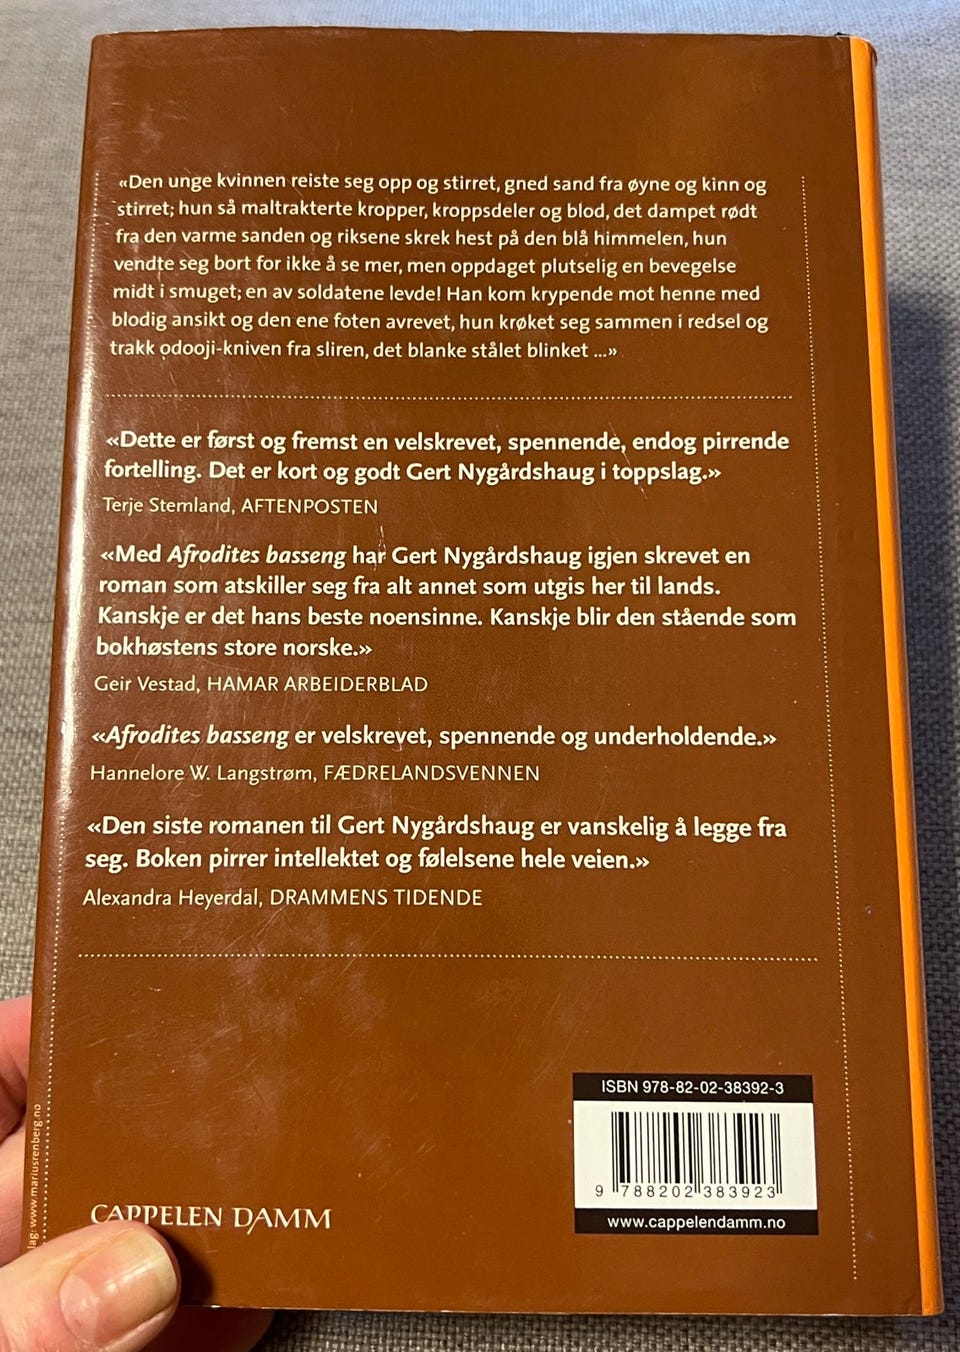 «Den unge kvinnen reiste seg opp og stirret, gned sand fra øyne og kinn og
stirret; hun så maltrakterte kropper, kroppsdeler og blod, det dampet rødt
fra den varme sanden og riksene skrek hest på den blå himmelen, hun
vendte seg bort for ikke å se mer, men oppdaget plutselig en bevegelse
midt i smuget; en av soldatene levde! Han kom krypende mot henne med
blodig ansikt og den ene foten avrevet, hun krøket seg sammen i redsel og
trakk odooji-kniven fra sliren, det blanke stålet blinket ...»
«Dette er først og fremst en velskrevet, spennende, endog pirrende
fortelling. Det er kort og godt Gert Nygårdshaug i toppslag.»
Terje Stemland, AFTENPOSTEN
«Med Afrodites basseng har Gert Nygårdshaug igjen skrevet en
roman som atskiller seg fra alt annet som utgis her til lands.
Kanskje er det hans beste noensinne. Kanskje blir den stående som
bokhøstens store norske.»
Geir Vestad, HAMAR ARBEIDERBLAD
«Afrodites basseng er velskrevet, spennende og underholdende.»
Hannelore W. Langstrøm, FÆDRELANDSVENNEN
«Den siste romanen til Gert Nygårdshaug er vanskelig å legge fra
seg. Boken pirrer intellektet og følelsene hele veien.»
Alexandra Heyerdal, DRAMMENS TIDENDE
ISBN 978-82-02-38392-3
9 788202 383923
www.cappelendamm.no
CAPPELEN DAMM
www.mariusrenberg.no